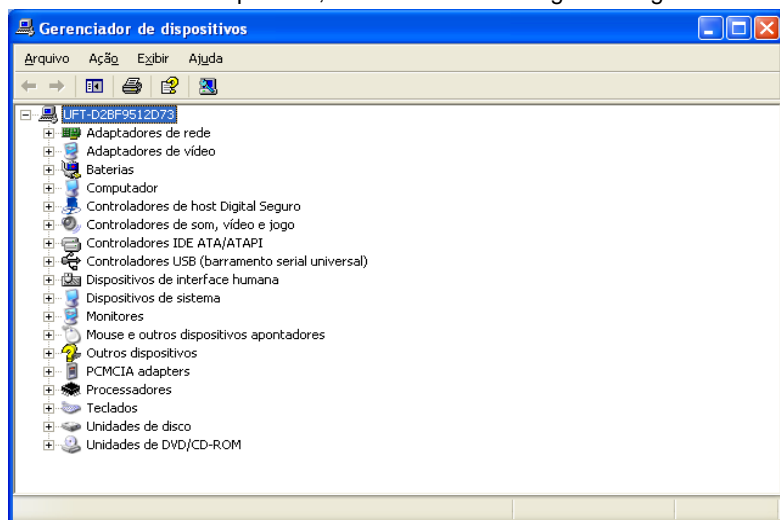 Gerenciador de dispositivos
Arquivo Ação Exibir Ajuda
UFT-D2BF9512D73
Adaptadores de rede
Adaptadores de vídeo
Baterias
Computador
Controladores de host Digital Seguro
Controladores de som, vídeo e jogo
Controladores IDE ATA/ATAPI
Controladores USB (barramento serial universal)
Dispositivos de interface humana
Dispositivos de sistema
Monitores
Mouse e outros dispositivos apontadores
Outros dispositivos
PCMCIA adapters
Processadores
Teclados
Unidades de disco
Unidades de DVD/CD-ROM